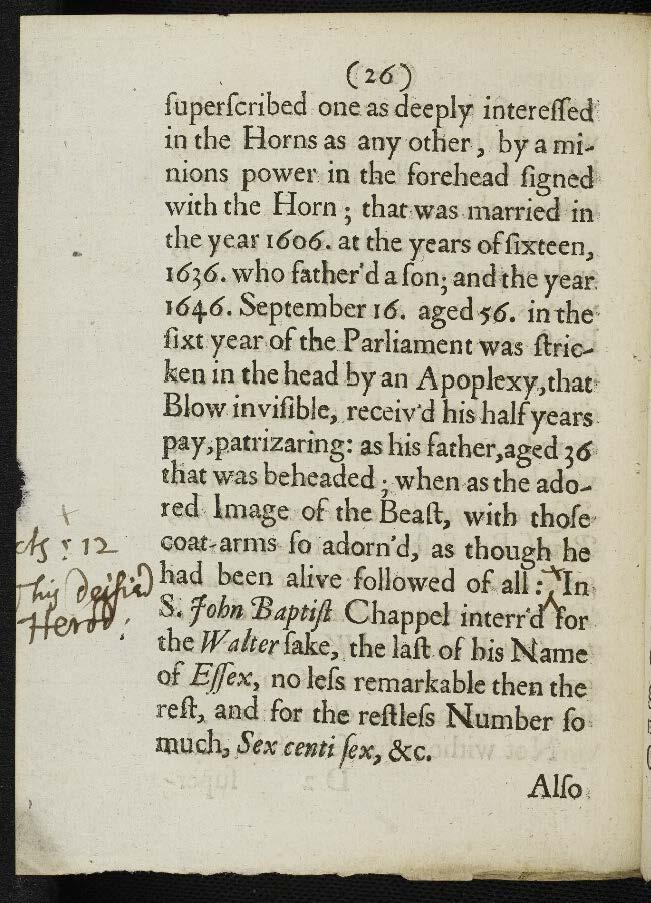 (26)
ſuperſcribed one as deeply intereſſed
in the Horns as any other, by a mi-
nions power in the forehead ſigned
with the Horn; that was married in
the year 1606. at the years of ſixteen,
1636. who father'd a ſon; and the year
1646. September 16. aged 56. in the
ſixt year of the Parliament was ſtric-
ken in the head by an Apoplexy, that
Blow inviſible, receiv'd his half years
pay, patrizaring: as his father, aged 36
that was beheaded; when as the ado-
red Image of the Beaſt, with thoſe
coat-arms ſo adorn'd, as though he
had been alive followed of all: In
S. John Baptiſt Chappel interr'd for
the Walter ſake, the laſt of his Name
of Eſſex, no leſs remarkable then the
reſt, and for the reſtleſs Number ſo
much, Sex centi ſex, &c.
Alſo
cts : 12
This deified
Herod: